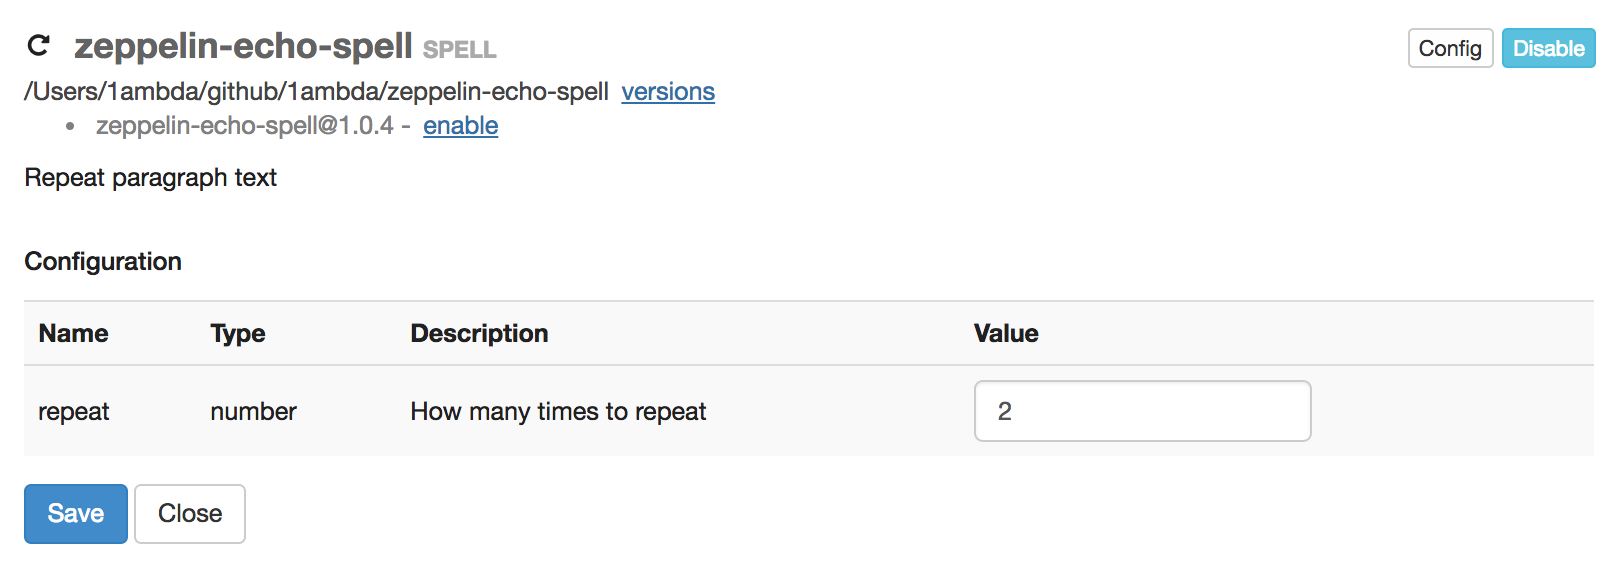 zeppelin-echo-spell SPELL Config Disable
/Users/1ambda/github/1ambda/zeppelin-echo-spell versions
• zeppelin-echo-spell@1.0.4 - enable
Repeat paragraph text
Configuration
Name Type Description Value
repeat number How many times to repeat 2
Save Close